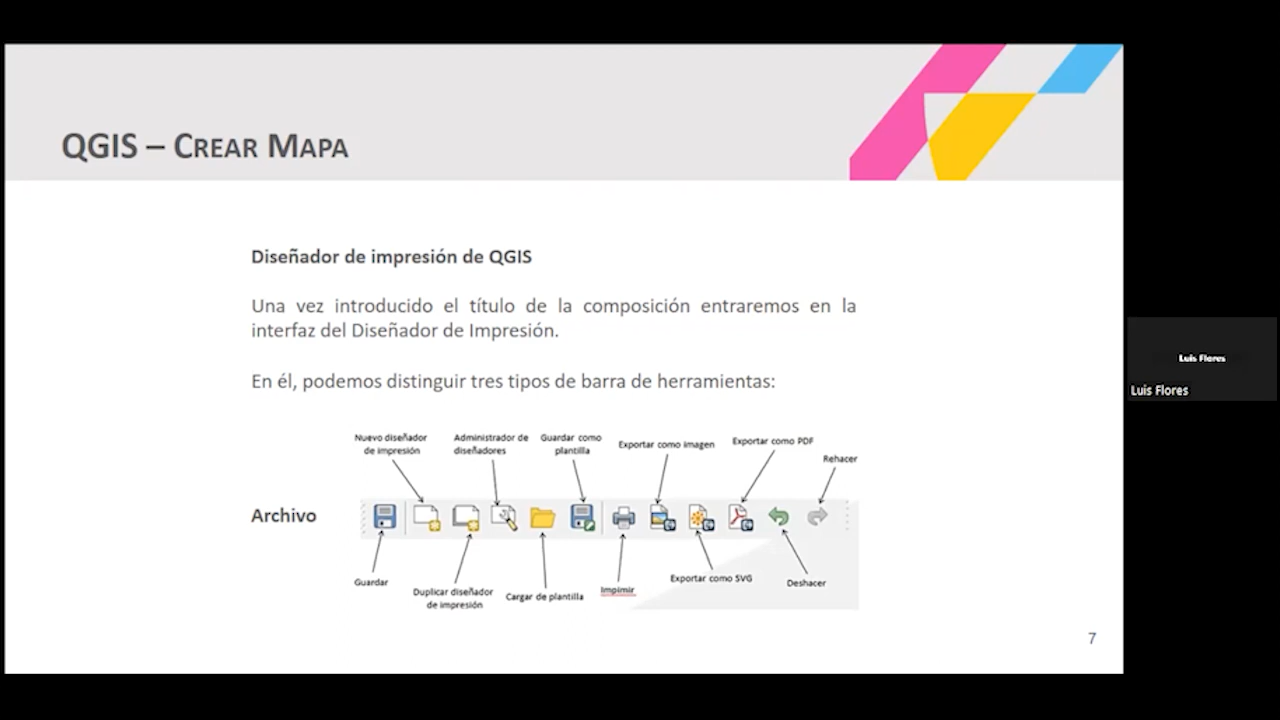 QGIS – CREAR MAPA
Diseñador de impresión de QGIS
Una vez introducido el título de la composición entraremos en la
interfaz del Diseñador de Impresión.
En él, podemos distinguir tres tipos de barra de herramientas:
Nuevo diseñador
de impresión
Administrador de
diseñadores
Guardar como
plantilla
Exportar como imagen
Exportar como PDF
Rehacer
Archivo
Guardar
Duplicar diseñador
de impresión
Cargar de plantilla
Impimir
Exportar como SVG
Deshacer
7
Luis Flores
Luis Flores